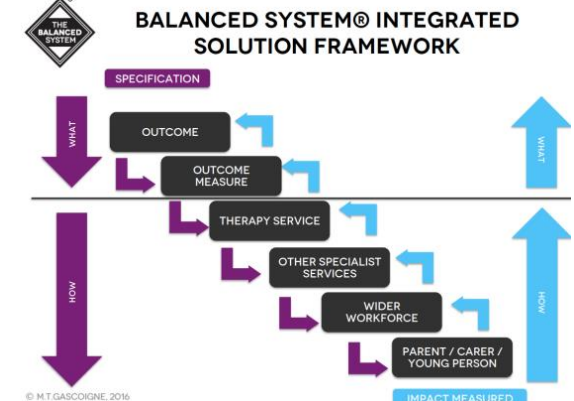 THE
BALANCED
SYSTEM
BALANCED SYSTEM® INTEGRATED
SOLUTION FRAMEWORK
SPECIFICATION
WHAT
OUTCOME
WHAT
OUTCOME
MEASURE
THERAPY SERVICE
OTHER SPECIALIST
SERVICES
HOW
WIDER
WORKFORCE
HOW
PARENT / CARER /
YOUNG PERSON
© M.T.GASCOIGNE, 2016
IMPACT MEASURED